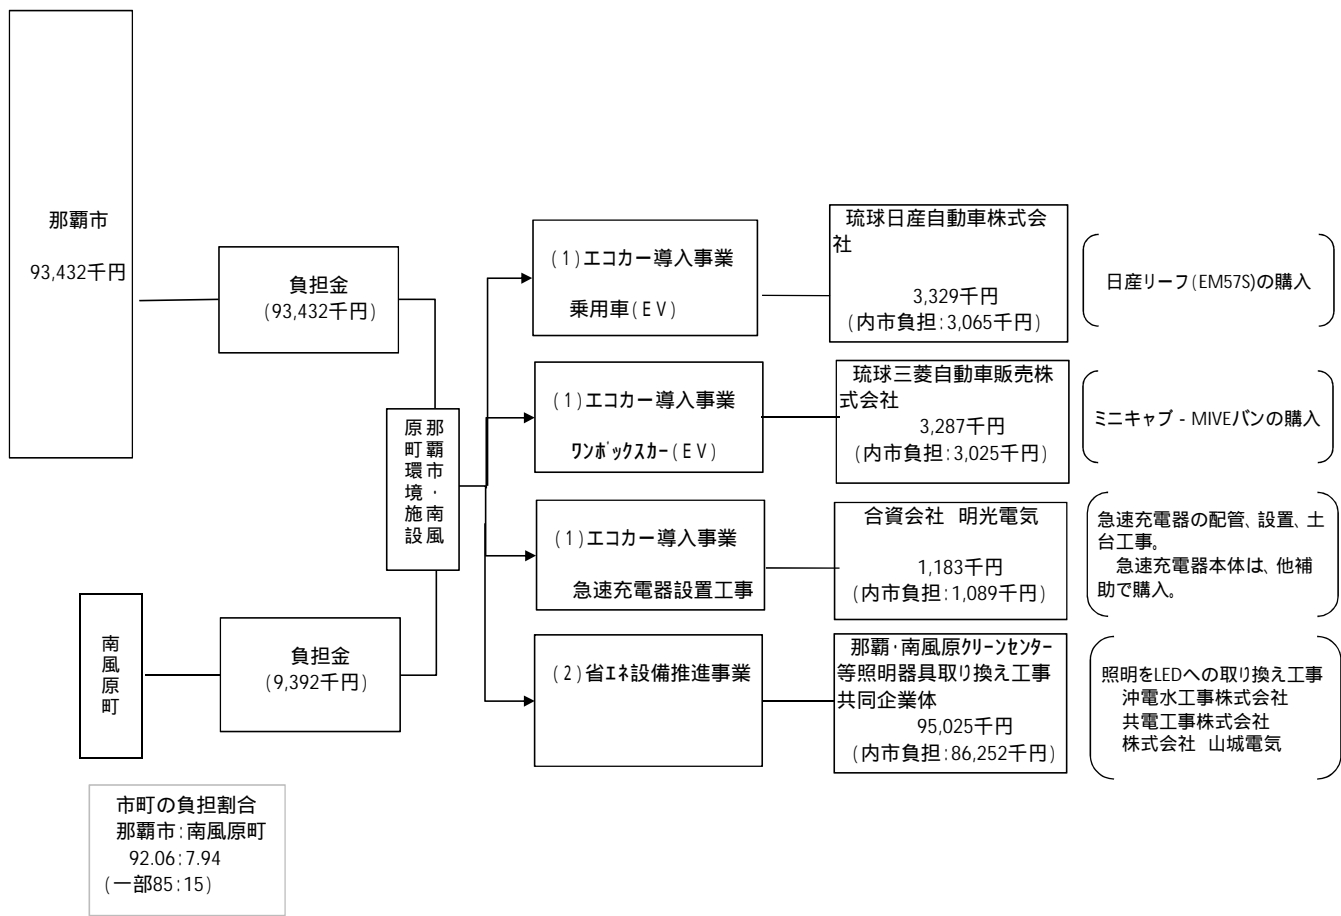 那覇市
93,432千円
負担金
(93,432千円)
南風原町
負担金
(9,392千円)
那覇市・南風
原町環境施設
(1)エコカー導入事業
乗用車(EV)
琉球日産自動車株式会
社
3,329千円
(内市負担:3,065千円)
日産リーフ(EM57S)の購入
(1)エコカー導入事業
ワンボックスカー(EV)
琉球三菱自動車販売株
式会社
3,287千円
(内市負担:3,025千円)
ミニキャブ - MIVEバンの購入
(1)エコカー導入事業
急速充電器設置工事
合資会社 明光電気
1,183千円
(内市負担:1,089千円)
急速充電器の配管、設置、土
台工事。
急速充電器本体は、他補
助で購入。
(2)省エネ設備推進事業
那覇・南風原クリーンセンター
等照明器具取り換え工事
共同企業体
95,025千円
(内市負担:86,252千円)
照明をLEDへの取り換え工事
沖電水工事株式会社
共電工事株式会社
株式会社 山城電気
市町の負担割合
那覇市:南風原町
92.06:7.94
(一部85:15)